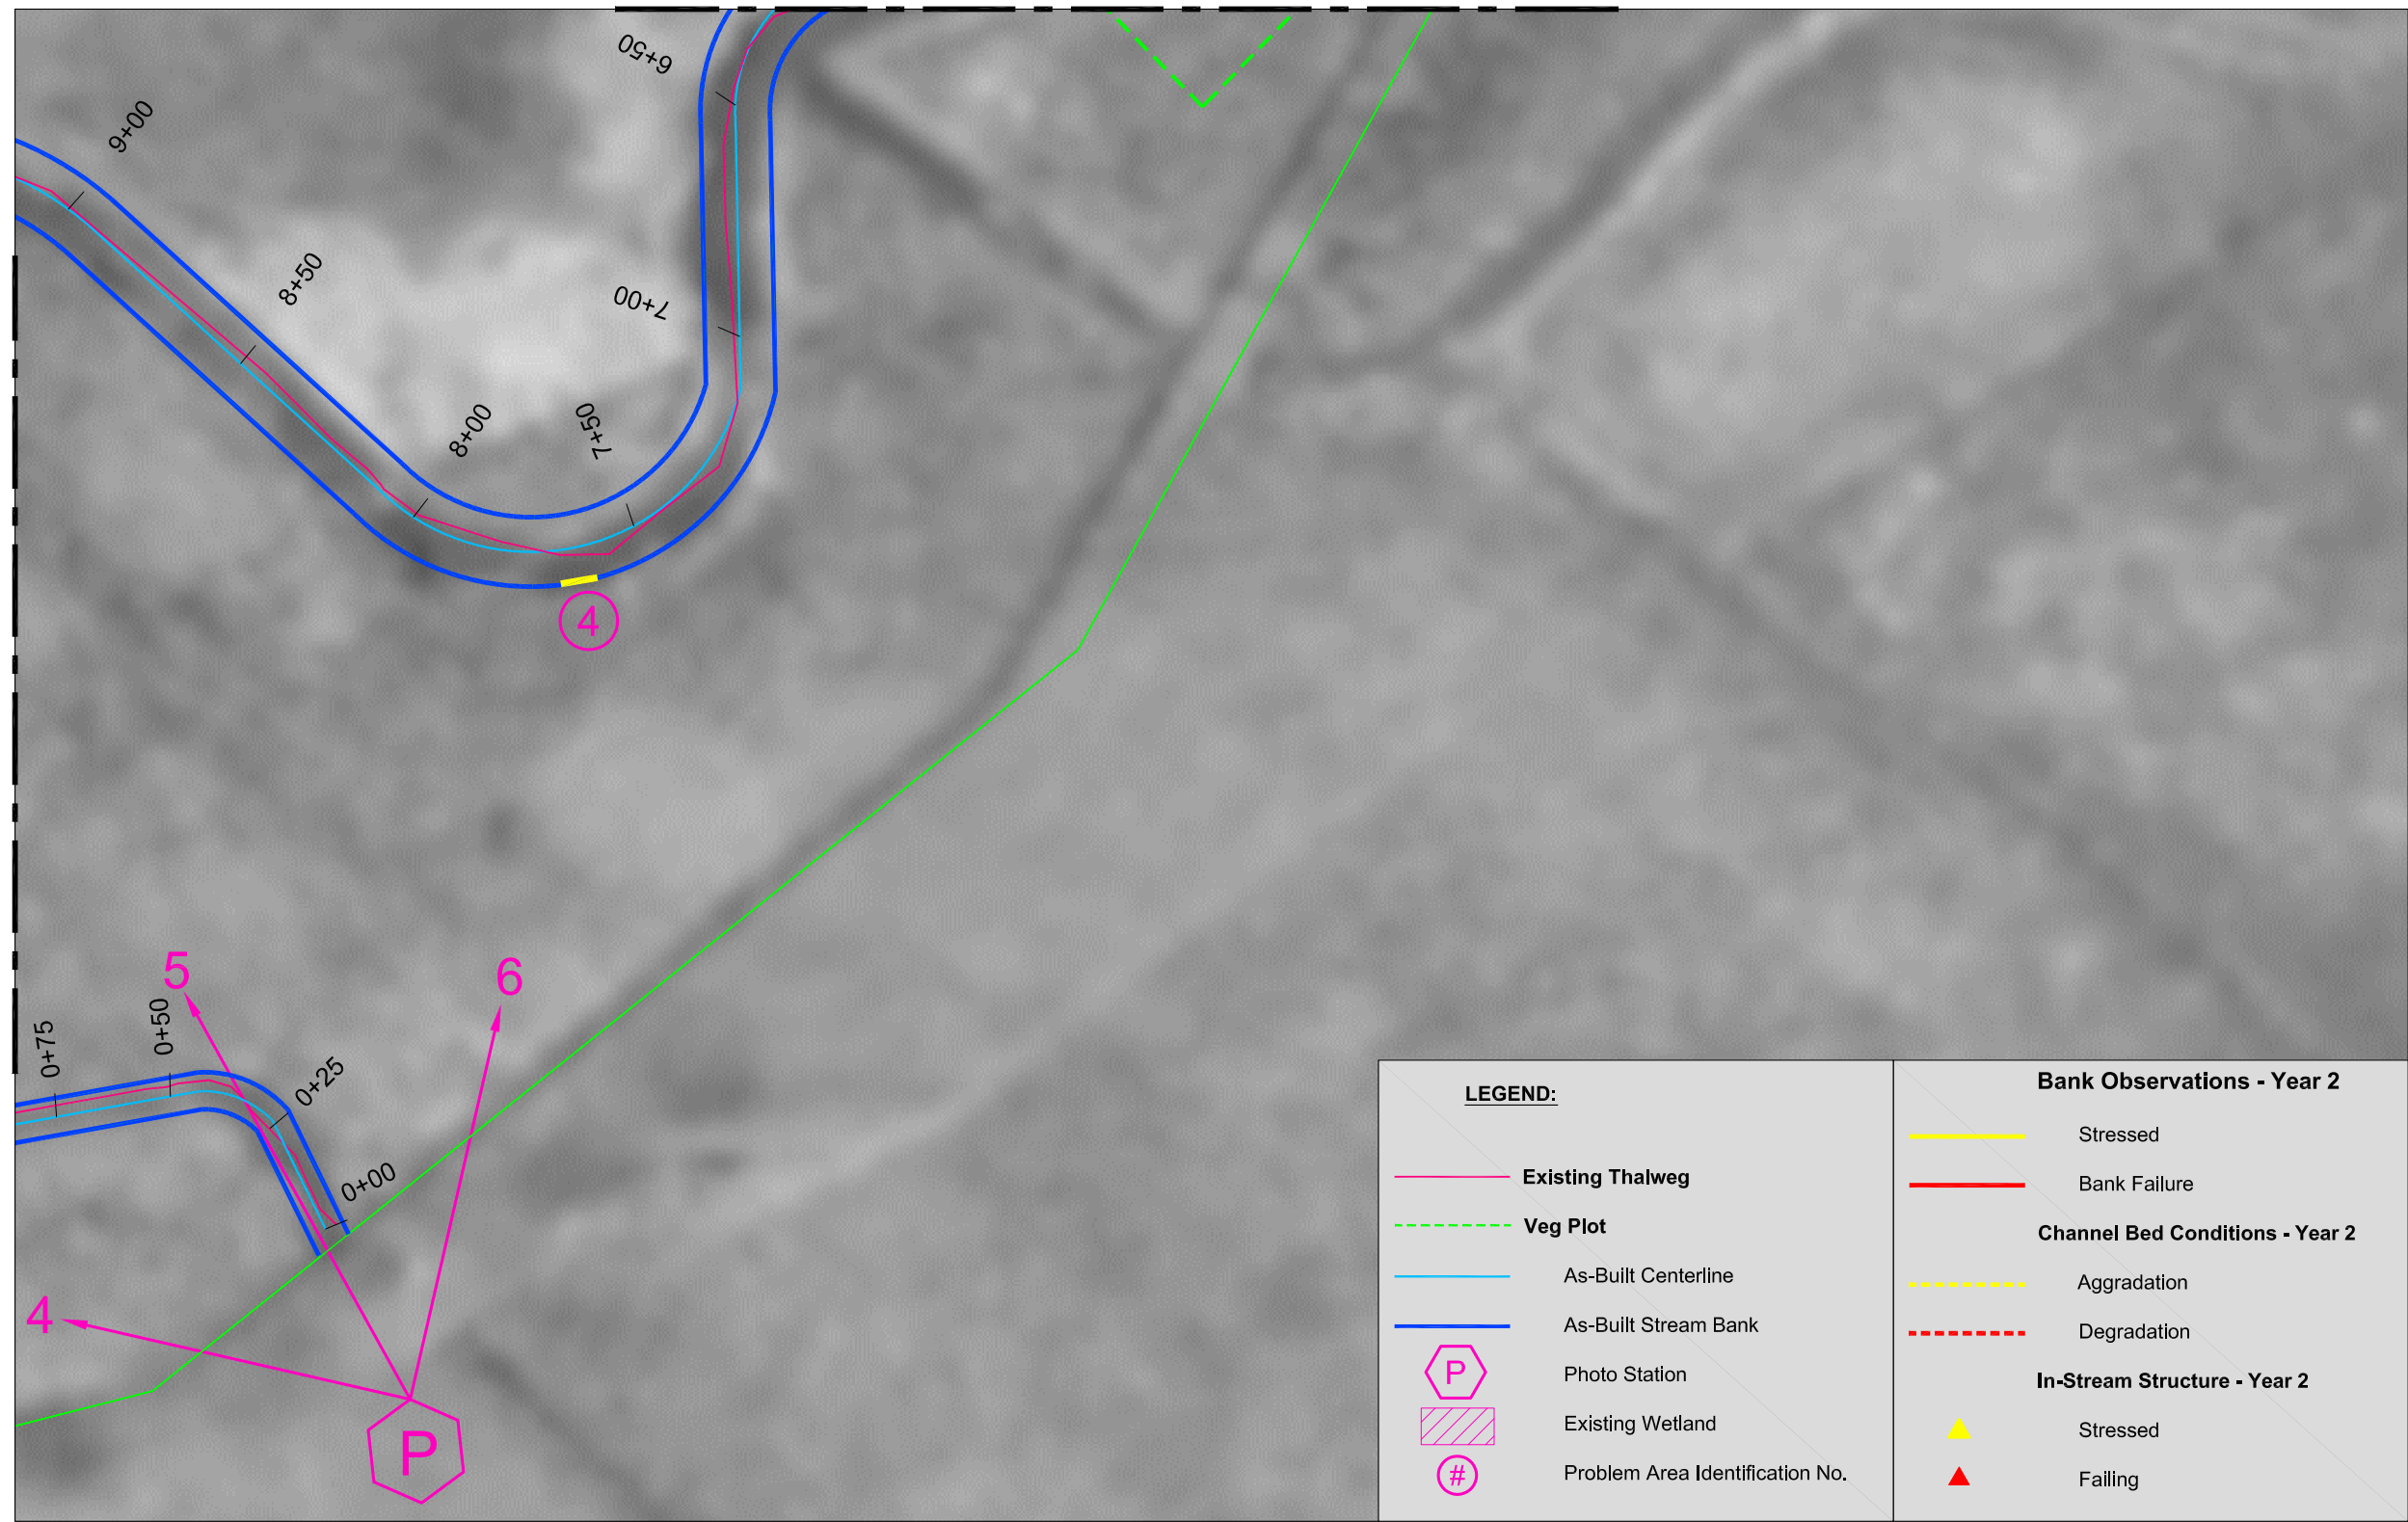 6+50
9+00
8+50
7+00
8+00
7+50
4
5
6
0+75
0+50
0+25
0+00
4
P
LEGEND:
Existing Thalweg
Veg Plot
As-Built Centerline
As-Built Stream Bank
P
Photo Station
Existing Wetland
#
Problem Area Identification No.
Bank Observations - Year 2
Stressed
Bank Failure
Channel Bed Conditions - Year 2
Aggradation
Degradation
In-Stream Structure - Year 2
Stressed
Failing